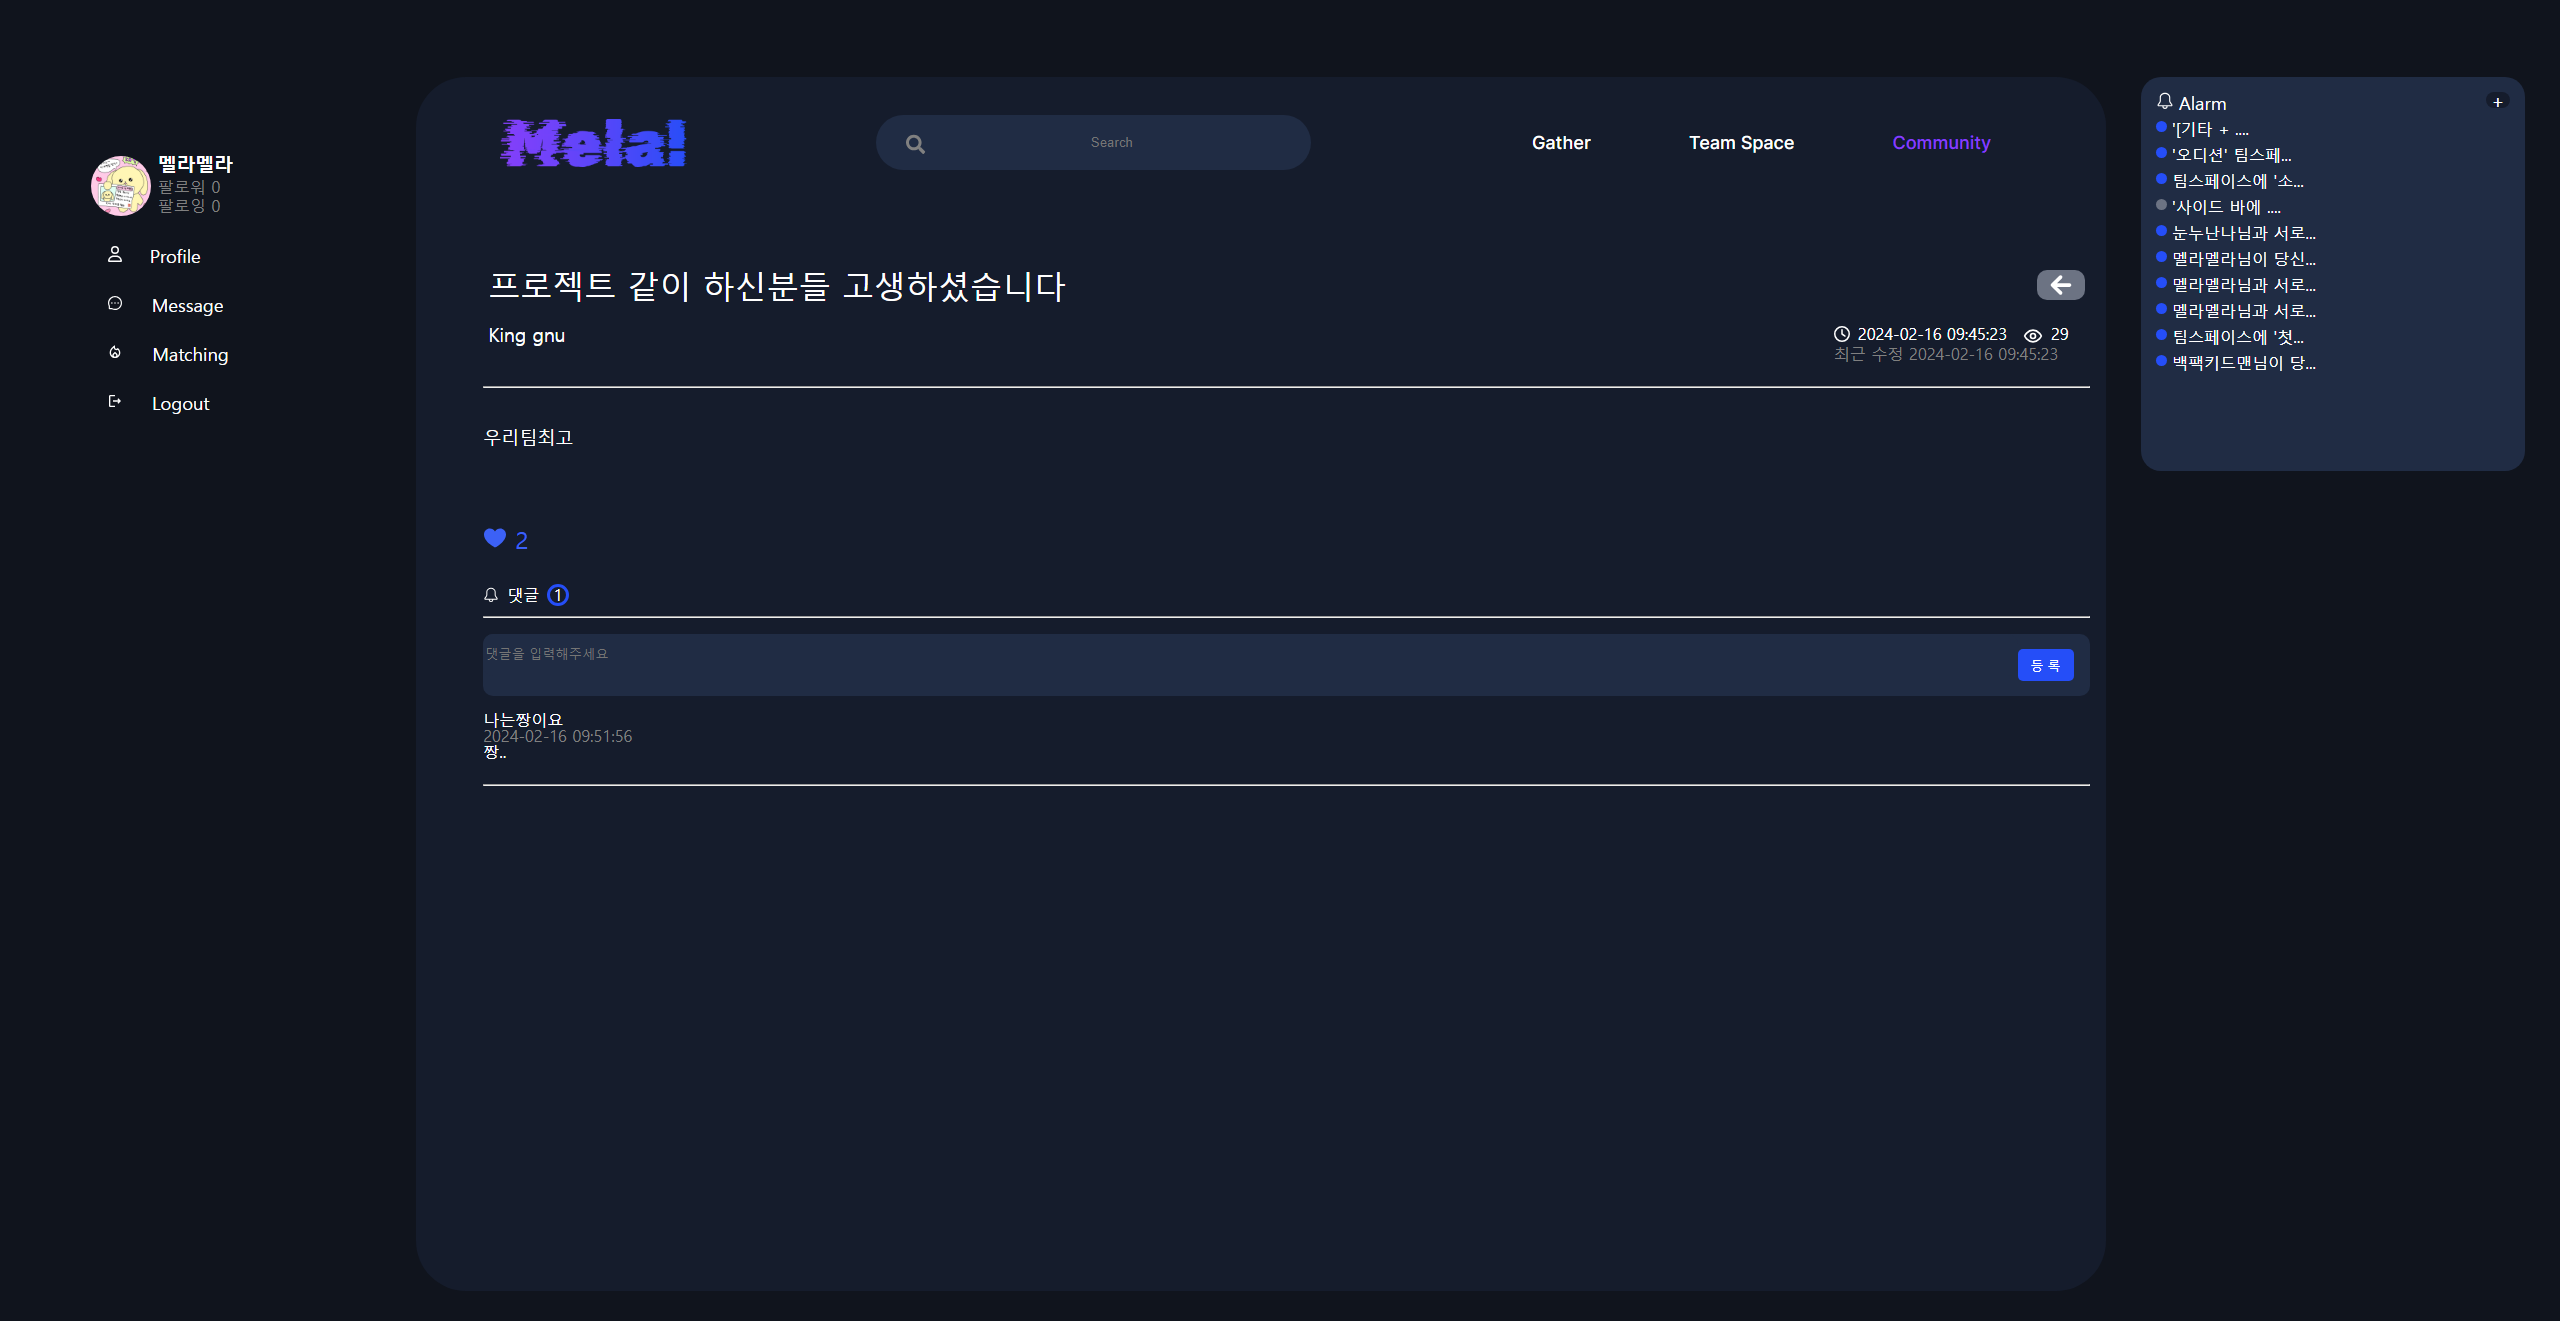 멜라멜라
팔로워 0
팔로잉 0
Profile
Message
Matching
Logout
Mela!
Search
Gather
Team Space
Community
프로젝트 같이 하신분들 고생하셨습니다
King gnu
2024-02-16 09:45:23 29
최근 수정 2024-02-16 09:45:23
우리팀최고
2
댓글 1
댓글을 입력해주세요
등 록
나는짱이요
2024-02-16 09:51:56
짱..
Alarm +
'[기타 + ....
'오디션' 팀스페...
팀스페이스에 '소...
'사이드 바에 ....
눈누난나님과 서로...
멜라멜라님이 당신...
멜라멜라님과 서로...
멜라멜라님과 서로...
팀스페이스에 '첫...
백팩키드맨님이 당...